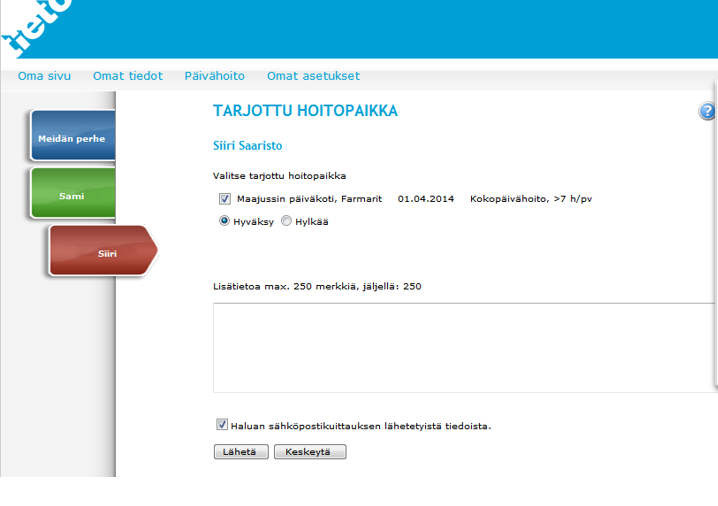 tieto
Oma sivu Omat tiedot Päivähoito Omat asetukset
TARJOTTU HOITOPAIKKA
?
Meidän perhe
Siiri Saaristo
Valitse tarjottu hoitopaikka
Sami
Maajussin päiväkoti, Farmarit 01.04.2014 Kokopäivähoito, >7 h/pv
Hyväksy Hylkää
Siiri
Lisätietoa max. 250 merkkiä, jäljellä: 250
Haluan sähköpostikuittauksen lähetetyistä tiedoista.
Lähetä Keskeytä